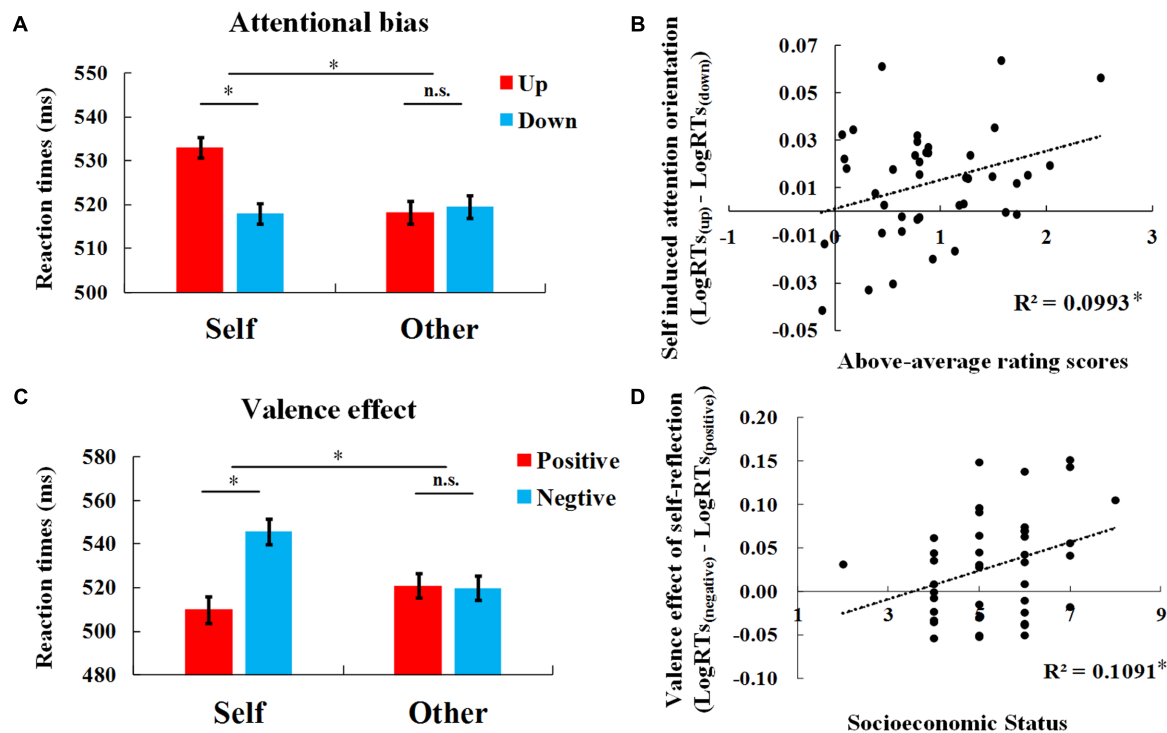 A
Attentional bias
Reaction times (ms)
550
540
530
520
510
500
*
*
n.s.
Up
Down
Self
Other
B
Self induced attention orientation
(LogRTs(up) - LogRTs(down))
0.07
0.05
0.03
0.01
-0.01
-0.03
-0.05
-1
0
1
2
3
R² = 0.0993*
Above-average rating scores
C
Valence effect
Reaction times (ms)
580
560
540
520
500
480
*
*
n.s.
Positive
Negtive
Self
Other
D
Valence effect of self-reflection
(LogRTs(negative) - LogRTs(positive))
0.20
0.15
0.10
0.05
0.00
-0.05
-0.10
1
3
5
7
9
R² = 0.1091*
Socioeconomic Status